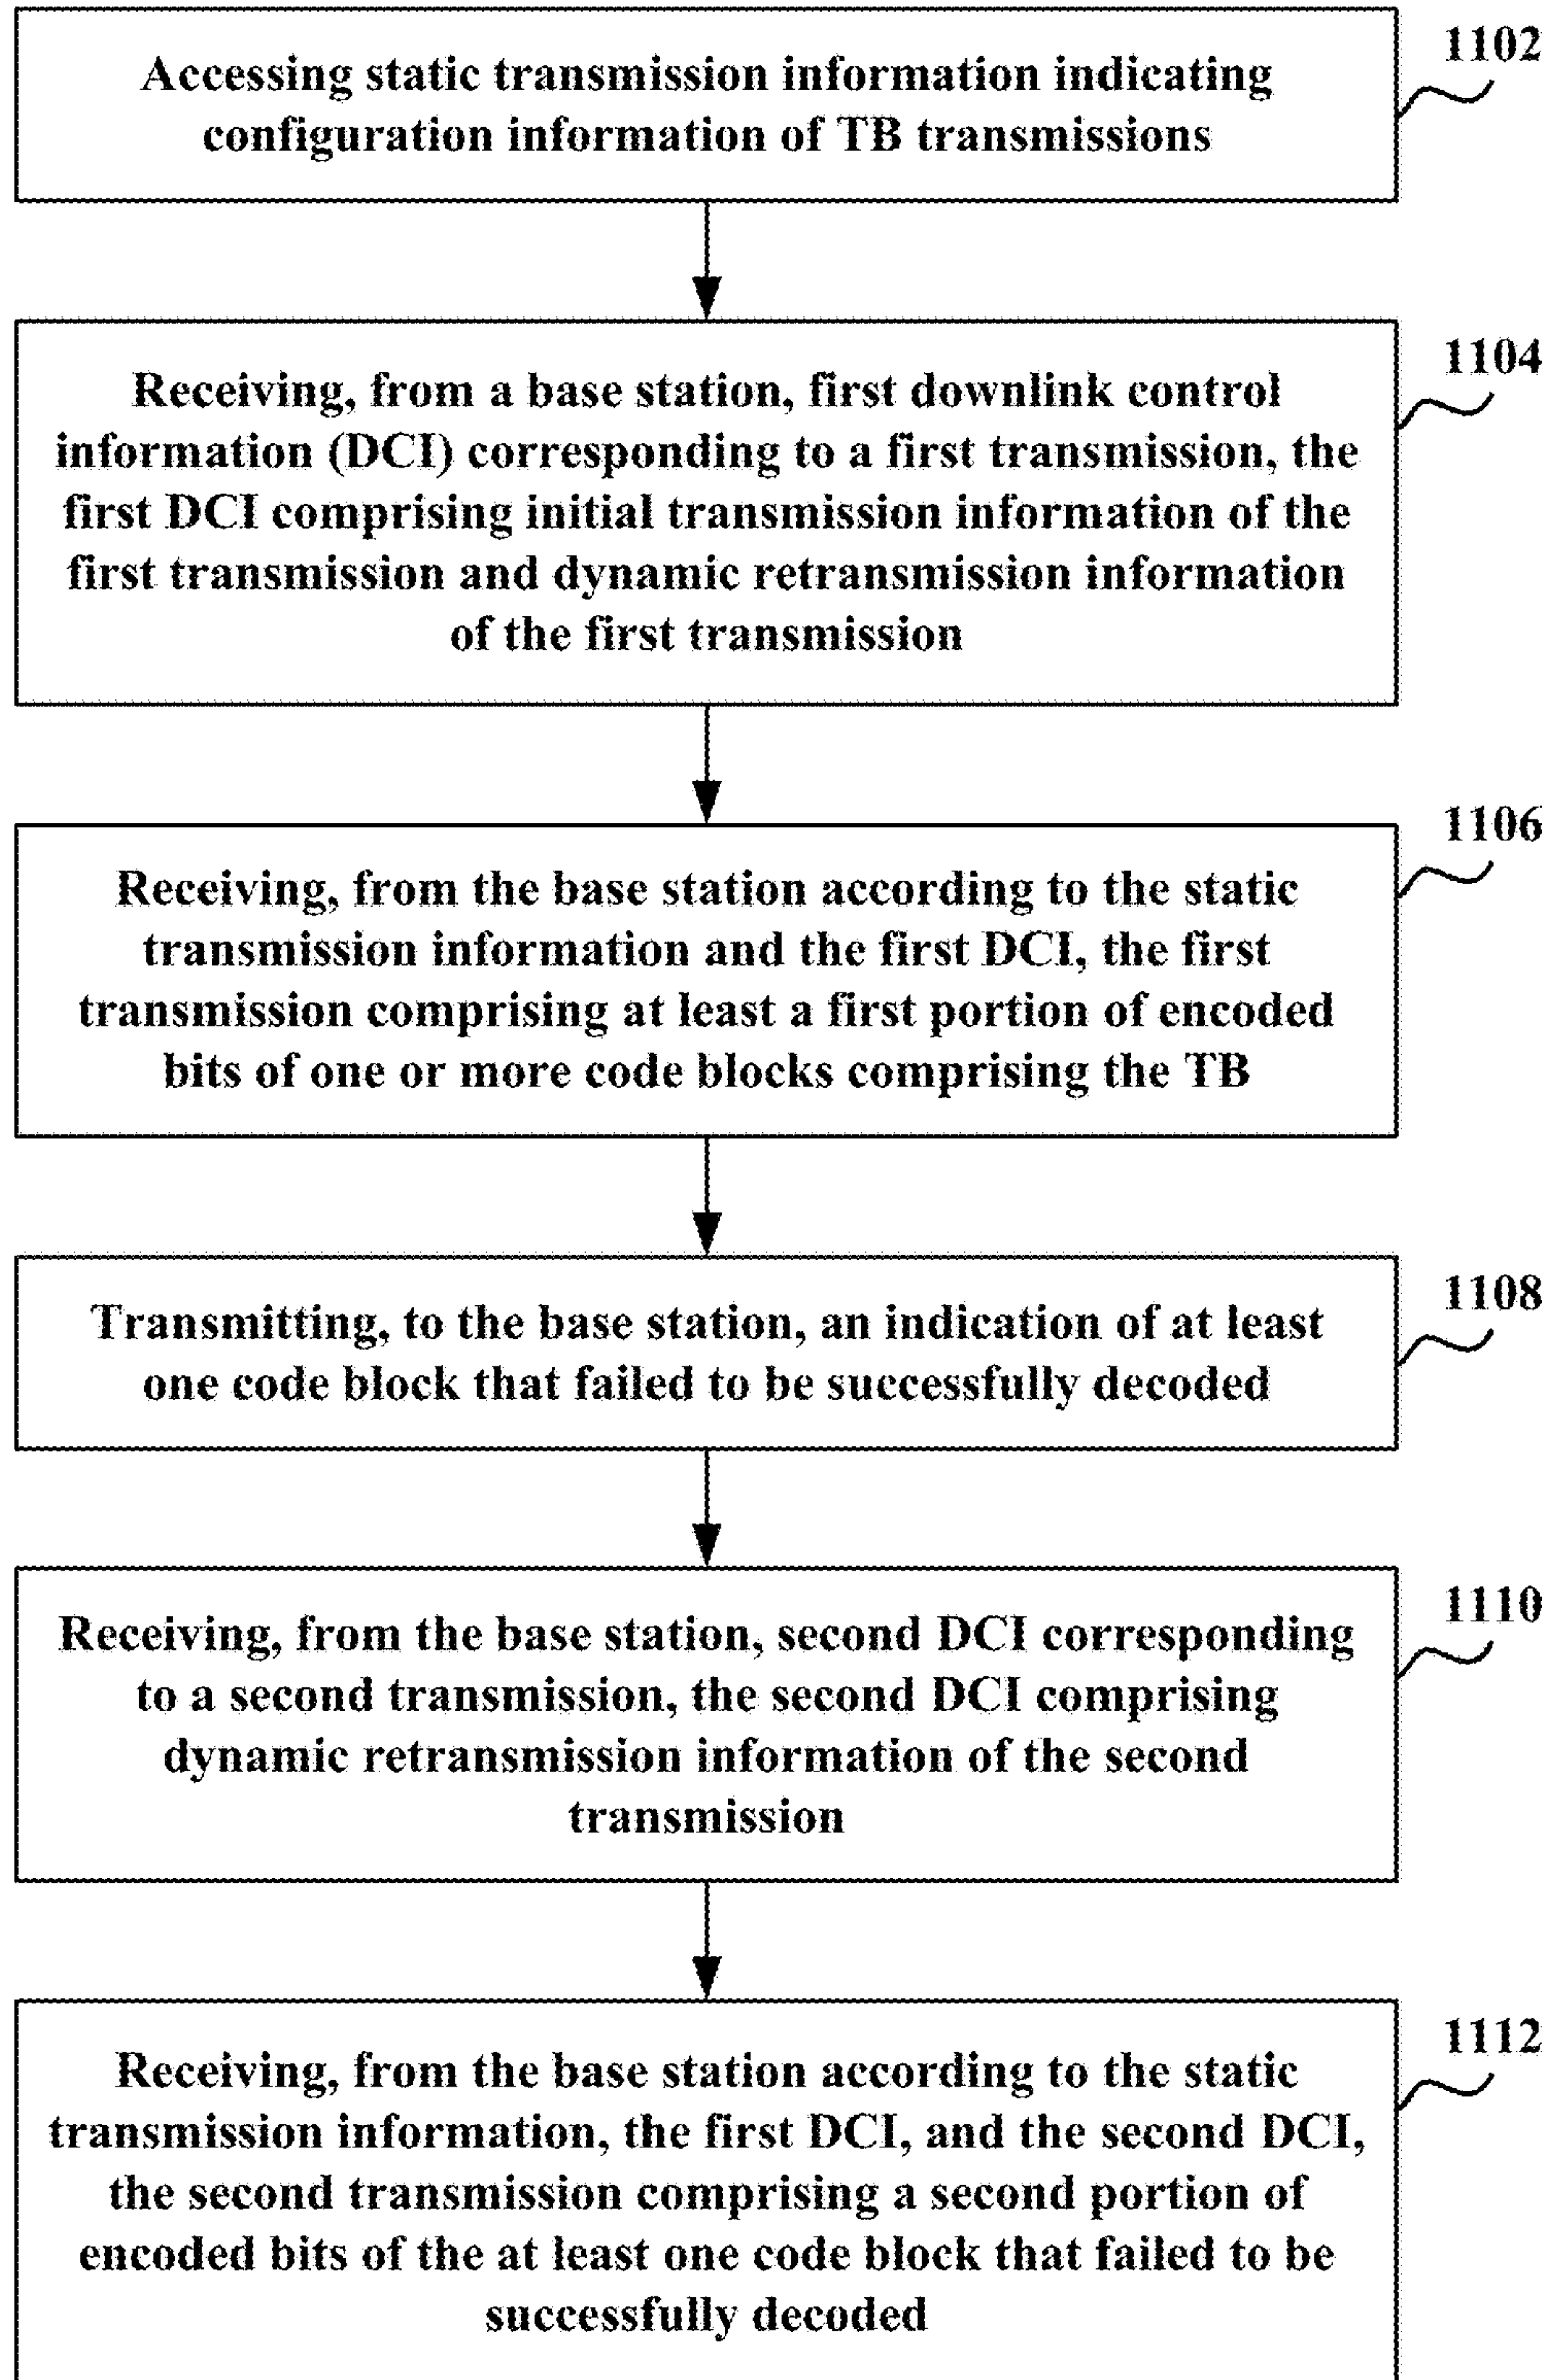 1102
Accessing static transmission information indicating
configuration information of TB transmissions
1104
Receiving, from a base station, first downlink control
information (DCI) corresponding to a first transmission, the
first DCI comprising initial transmission information of the
first transmission and dynamic retransmission information
of the first transmission
1106
Receiving, from the base station according to the static
transmission information and the first DCI, the first
transmission comprising at least a first portion of encoded
bits of one or more code blocks comprising the TB
1108
Transmitting, to the base station, an indication of at least
one code block that failed to be successfully decoded
1110
Receiving, from the base station, second DCI corresponding
to a second transmission, the second DCI comprising
dynamic retransmission information of the second
transmission
1112
Receiving, from the base station according to the static
transmission information, the first DCI, and the second DCI,
the second transmission comprising a second portion of
encoded bits of the at least one code block that failed to be
successfully decoded